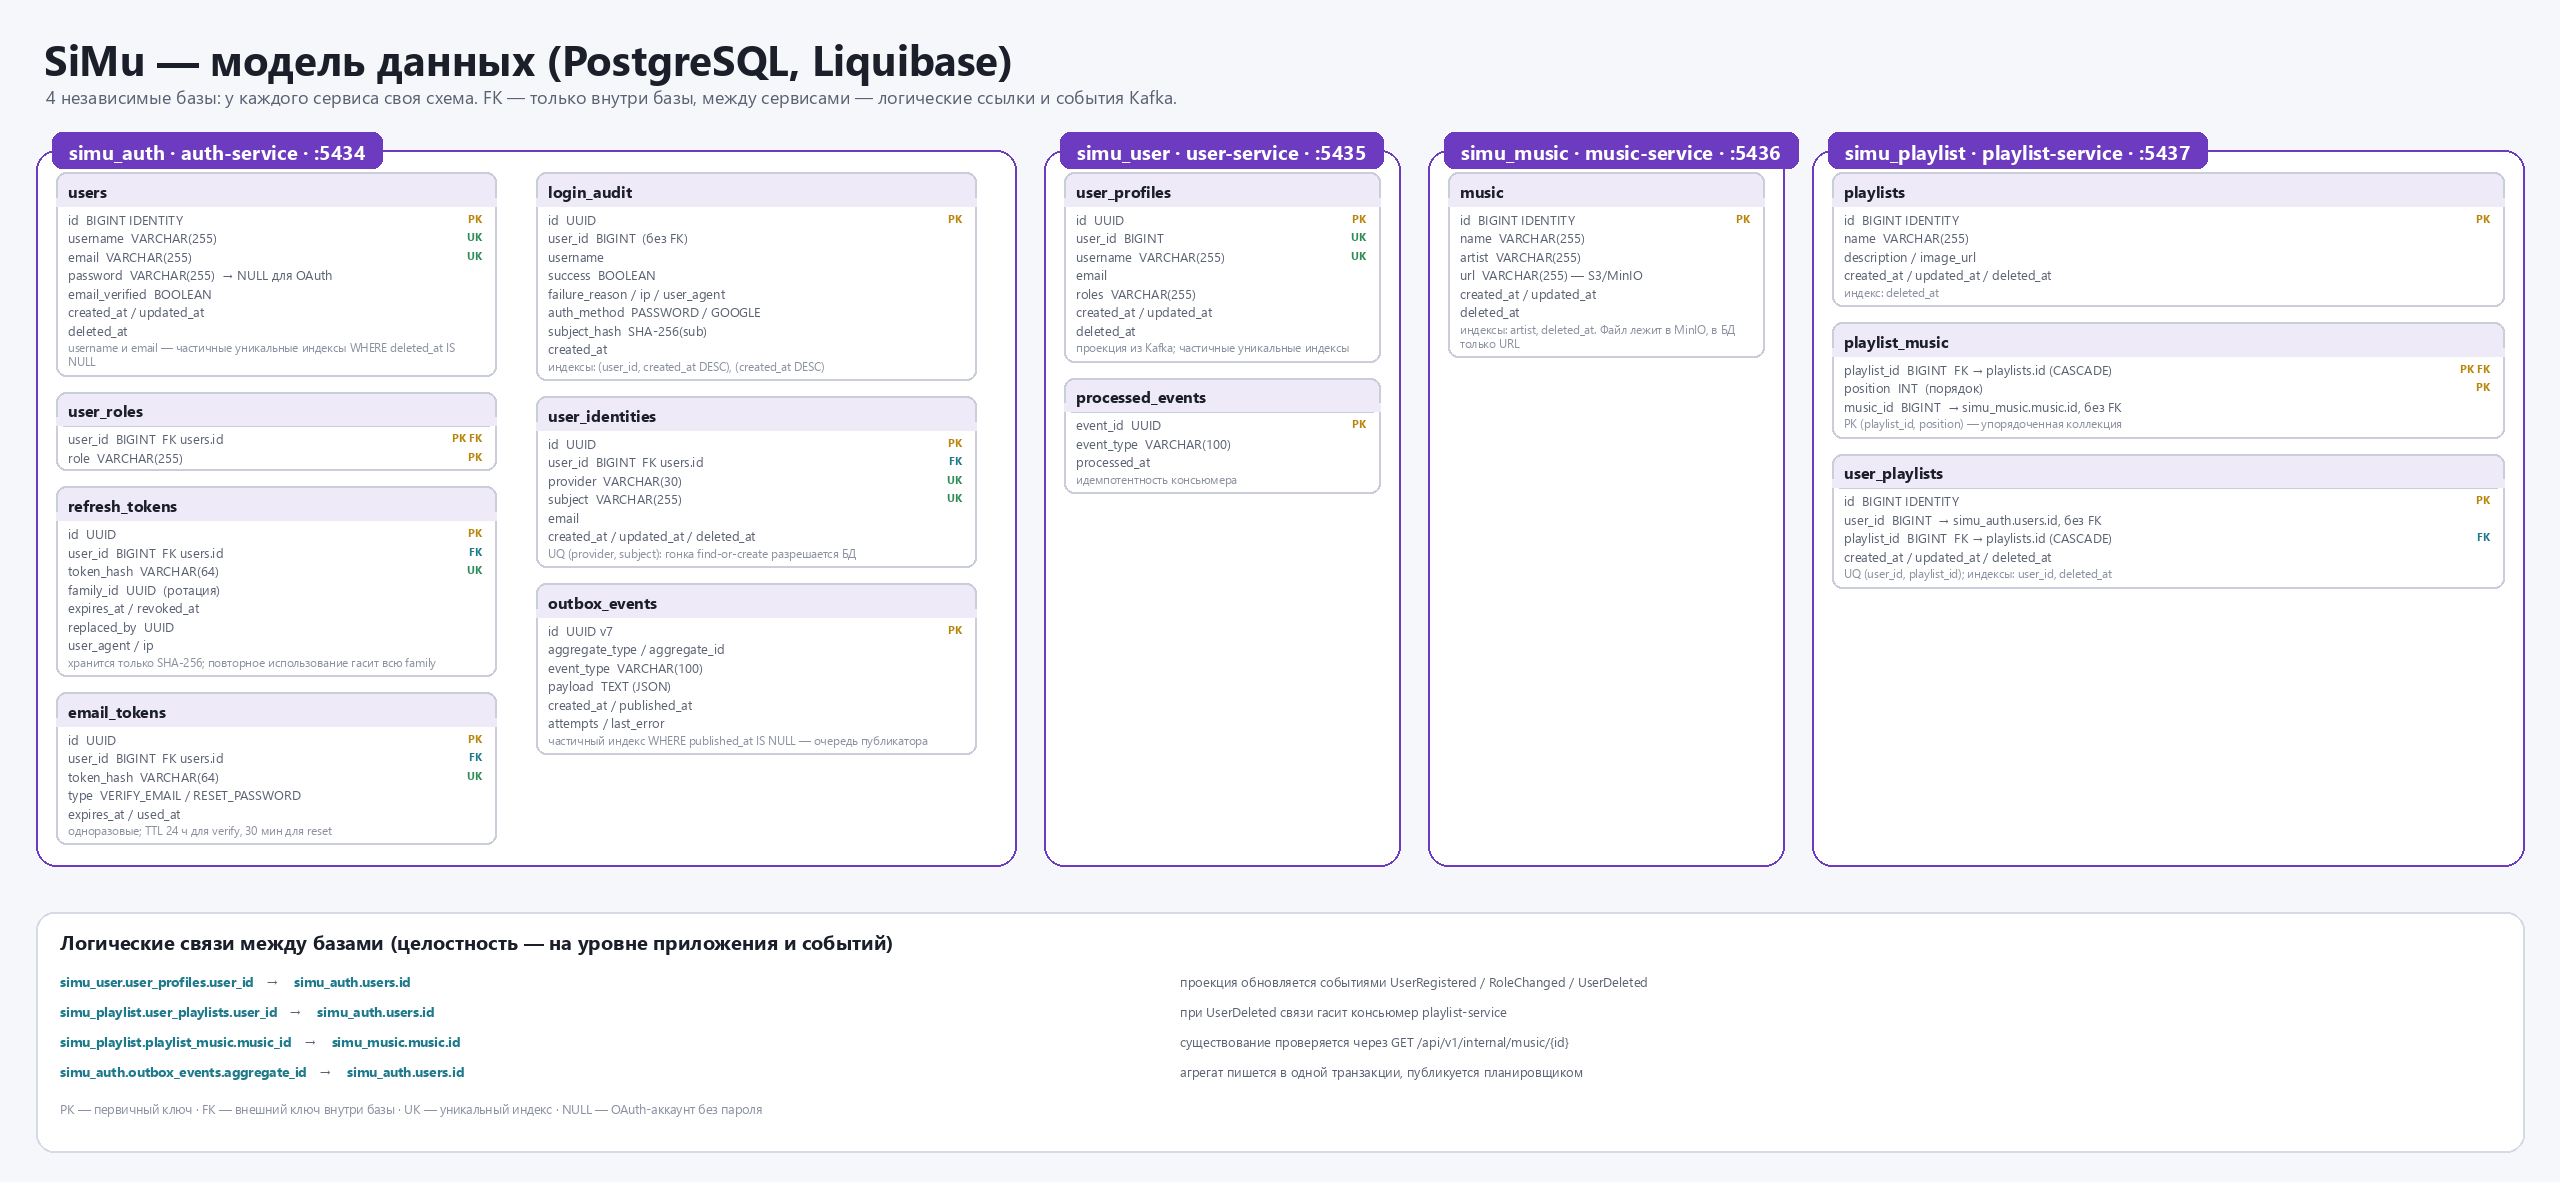 SiMu — модель данных (PostgreSQL, Liquibase)
4 независимые базы: у каждого сервиса своя схема. FK — только внутри базы, между сервисами — логические ссылки и события Kafka.
simu_auth · auth-service · :5434
users
id BIGINT IDENTITY PK
username VARCHAR(255) UK
email VARCHAR(255) UK
password VARCHAR(255) → NULL для OAuth
email_verified BOOLEAN
created_at / updated_at
deleted_at
username и email — частичные уникальные индексы WHERE deleted_at IS
NULL
user_roles
user_id BIGINT FK users.id PK FK
role VARCHAR(255) PK
refresh_tokens
id UUID PK
user_id BIGINT FK users.id FK
token_hash VARCHAR(64) UK
family_id UUID (ротация)
expires_at / revoked_at
replaced_by UUID
user_agent / ip
хранится только SHA-256; повторное использование гасит всю family
email_tokens
id UUID PK
user_id BIGINT FK users.id FK
token_hash VARCHAR(64) UK
type VERIFY_EMAIL / RESET_PASSWORD
expires_at / used_at
одноразовые; TTL 24 ч для verify, 30 мин для reset
login_audit
id UUID PK
user_id BIGINT (без FK)
username
success BOOLEAN
failure_reason / ip / user_agent
auth_method PASSWORD / GOOGLE
subject_hash SHA-256(sub)
created_at
индексы: (user_id, created_at DESC), (created_at DESC)
user_identities
id UUID PK
user_id BIGINT FK users.id FK
provider VARCHAR(30) UK
subject VARCHAR(255) UK
email
created_at / updated_at / deleted_at
UQ (provider, subject): гонка find-or-create разрешается БД
outbox_events
id UUID v7 PK
aggregate_type / aggregate_id
event_type VARCHAR(100)
payload TEXT (JSON)
created_at / published_at
attempts / last_error
частичный индекс WHERE published_at IS NULL — очередь публикатора
simu_user · user-service · :5435
user_profiles
id UUID PK
user_id BIGINT UK
username VARCHAR(255) UK
email
roles VARCHAR(255)
created_at / updated_at
deleted_at
проекция из Kafka; частичные уникальные индексы
processed_events
event_id UUID PK
event_type VARCHAR(100)
processed_at
идемпотентность консьюмера
simu_music · music-service · :5436
music
id BIGINT IDENTITY PK
name VARCHAR(255)
artist VARCHAR(255)
url VARCHAR(255) — S3/MinIO
created_at / updated_at
deleted_at
индексы: artist, deleted_at. Файл лежит в MinIO, в БД
только URL
simu_playlist · playlist-service · :5437
playlists
id BIGINT IDENTITY PK
name VARCHAR(255)
description / image_url
created_at / updated_at / deleted_at
индекс: deleted_at
playlist_music
playlist_id BIGINT FK → playlists.id (CASCADE) PK FK
position INT (порядок) PK
music_id BIGINT → simu_music.music.id, без FK
PK (playlist_id, position) — упорядоченная коллекция
user_playlists
id BIGINT IDENTITY PK
user_id BIGINT → simu_auth.users.id, без FK
playlist_id BIGINT FK → playlists.id (CASCADE) FK
created_at / updated_at / deleted_at
UQ (user_id, playlist_id); индексы: user_id, deleted_at
Логические связи между базами (целостность — на уровне приложения и событий)
simu_user.user_profiles.user_id → simu_auth.users.id проекция обновляется событиями UserRegistered / RoleChanged / UserDeleted
simu_playlist.user_playlists.user_id → simu_auth.users.id при UserDeleted связи гасит консьюмер playlist-service
simu_playlist.playlist_music.music_id → simu_music.music.id существование проверяется через GET /api/v1/internal/music/{id}
simu_auth.outbox_events.aggregate_id → simu_auth.users.id агрегат пишется в одной транзакции, публикуется планировщиком
PK — первичный ключ · FK — внешний ключ внутри базы · UK — уникальный индекс · NULL — OAuth-аккаунт без пароля